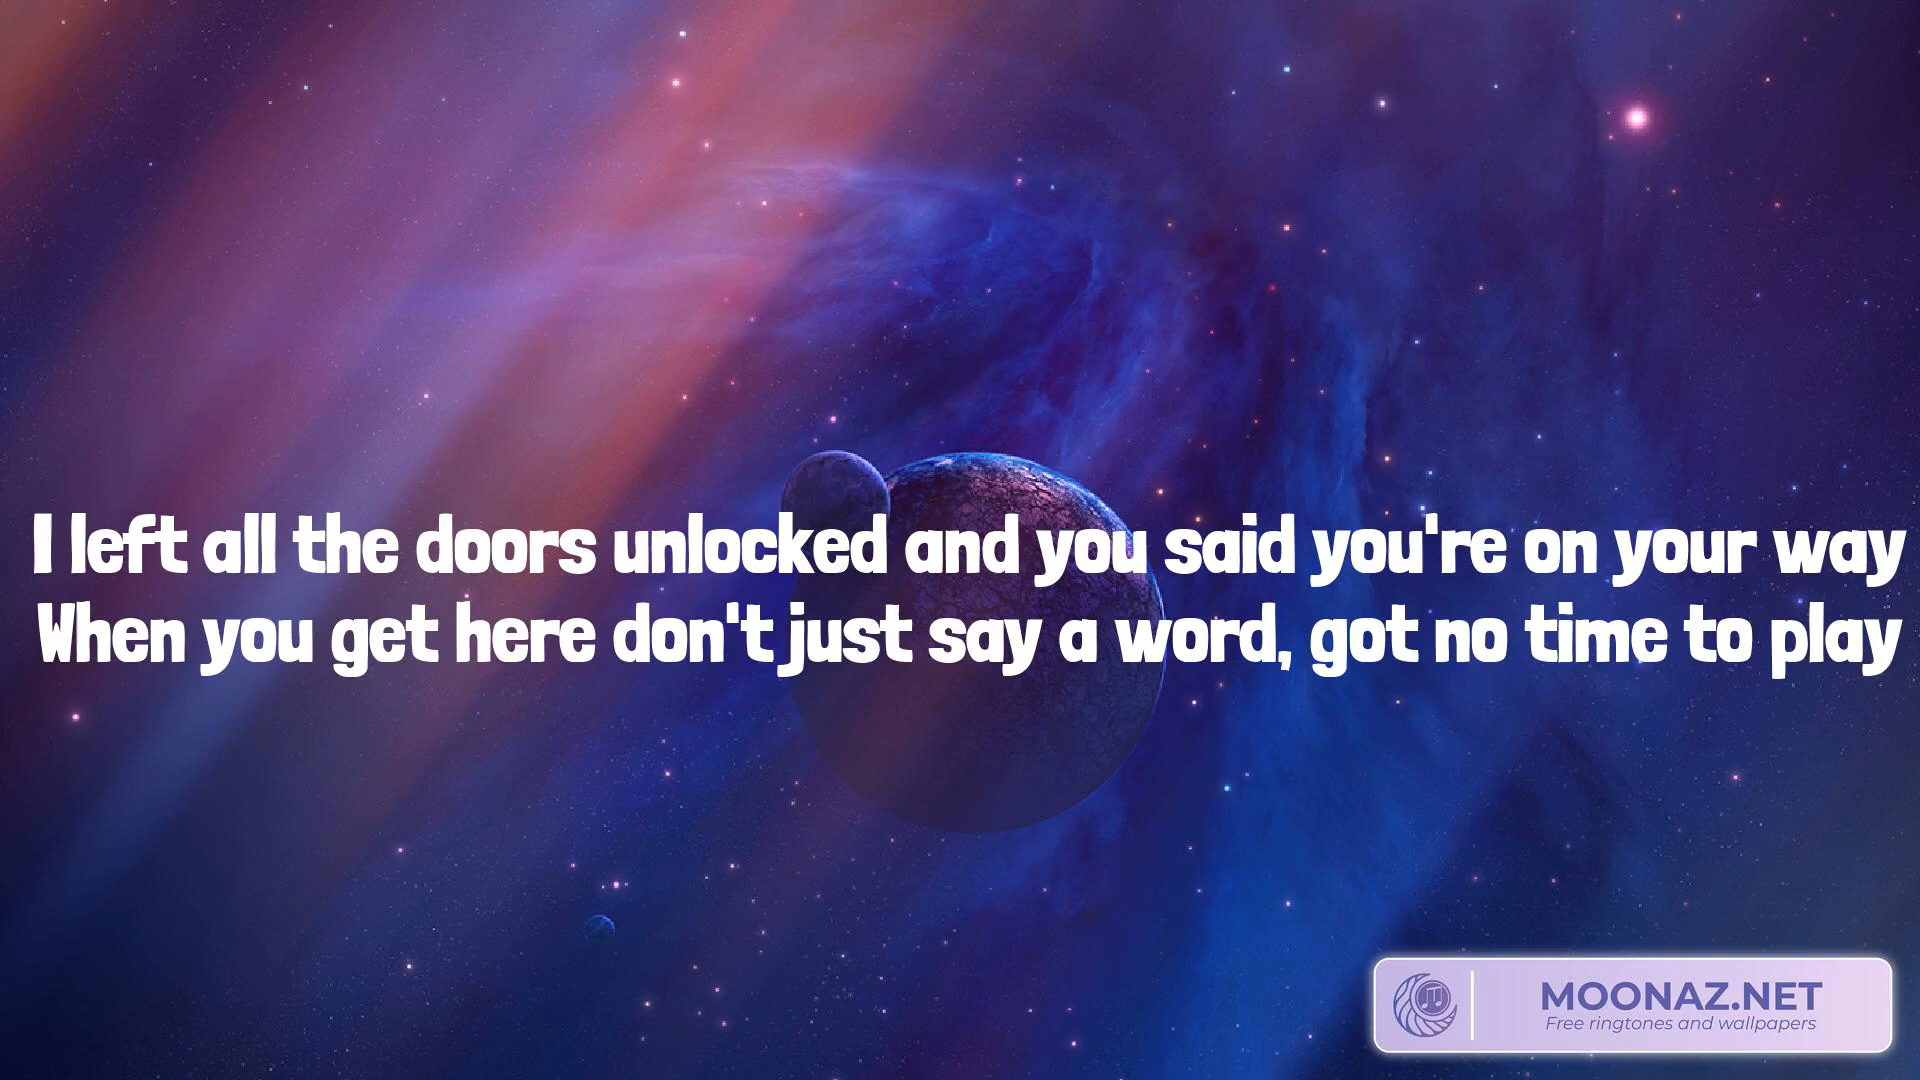 I left all the doors unlocked and you said you're on your way
When you get here don't just say a word, got no time to play
MOONAZ.NET
Free ringtones and wallpapers